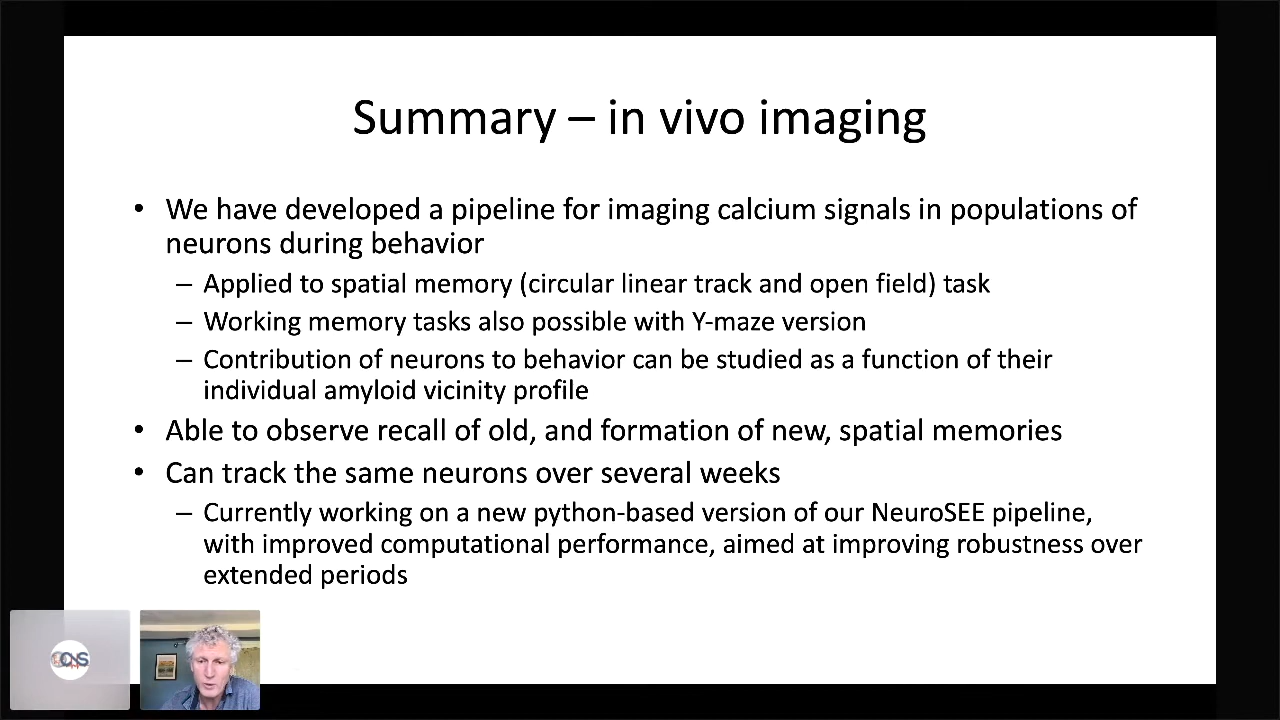 Summary – in vivo imaging
• We have developed a pipeline for imaging calcium signals in populations of
neurons during behavior
– Applied to spatial memory (circular linear track and open field) task
– Working memory tasks also possible with Y-maze version
– Contribution of neurons to behavior can be studied as a function of their
individual amyloid vicinity profile
• Able to observe recall of old, and formation of new, spatial memories
• Can track the same neurons over several weeks
– Currently working on a new python-based version of our NeuroSEE pipeline,
with improved computational performance, aimed at improving robustness over
extended periods